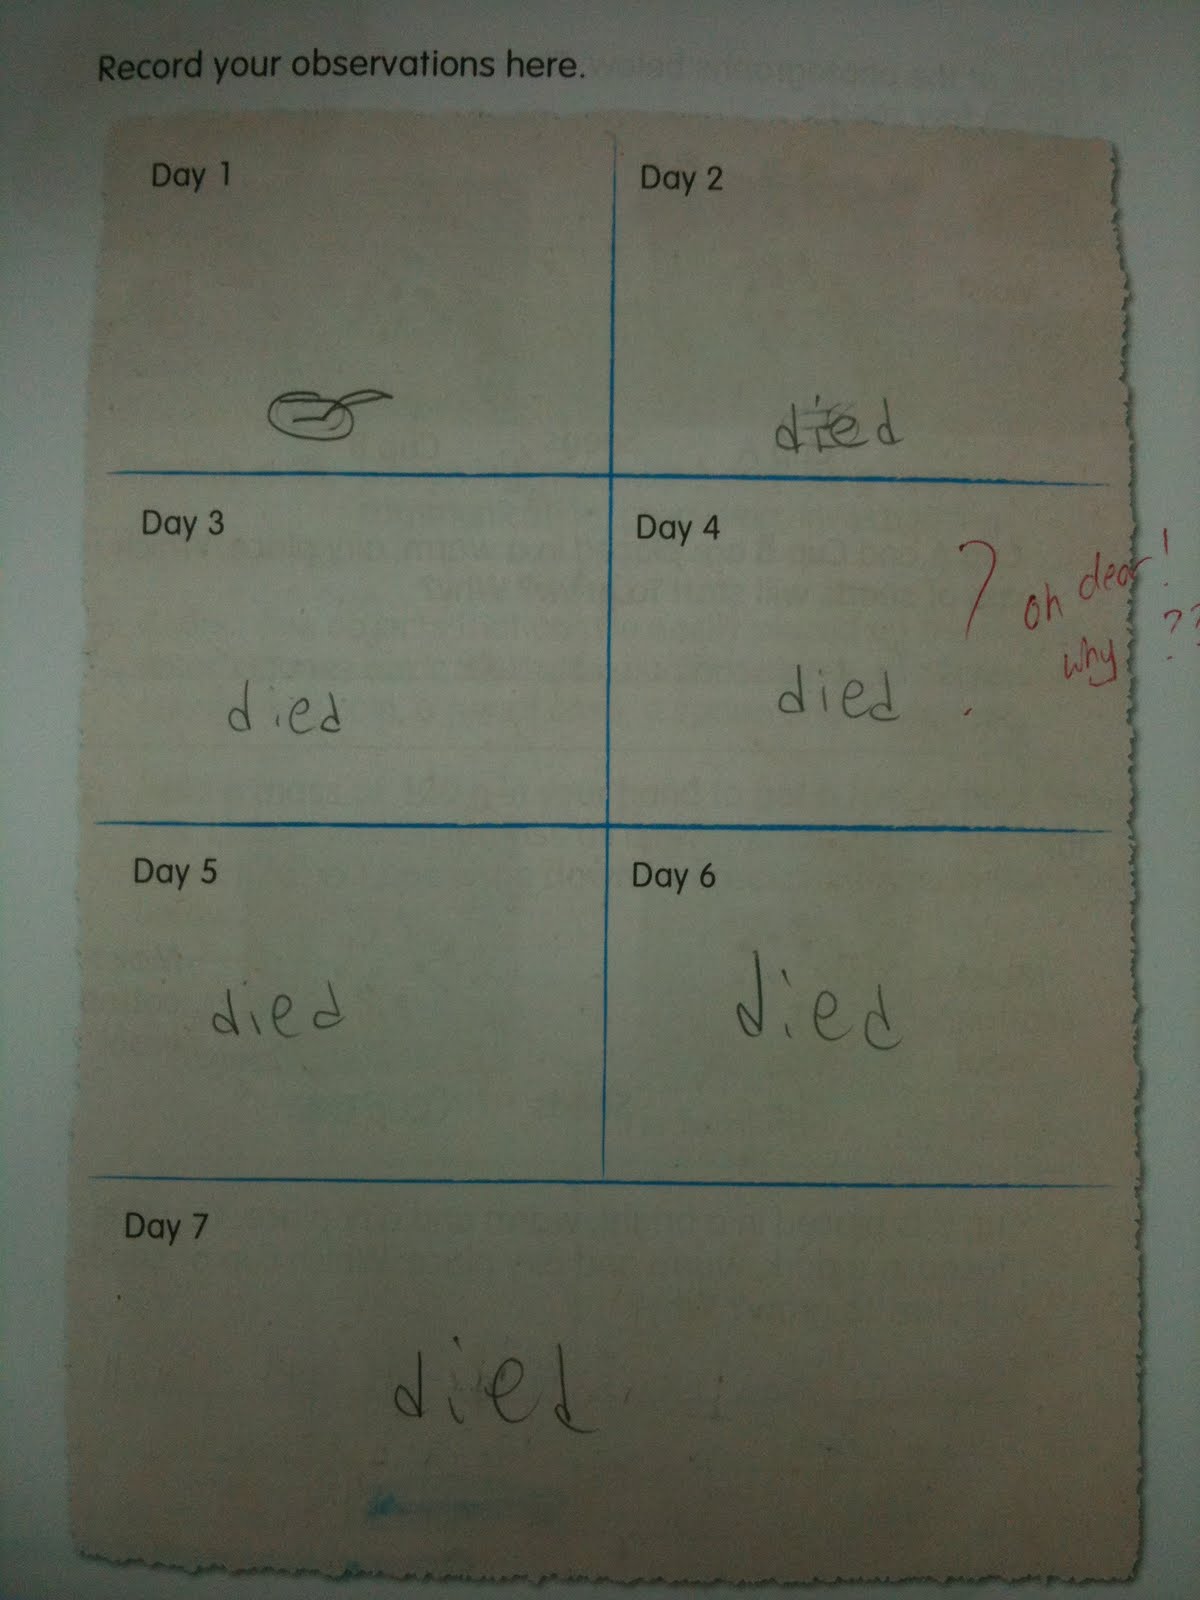 Record your observations here.
Day 1
Day 2
died
Day 3
died
Day 4
died
? oh dear!
why ??
Day 5
died
Day 6
died
Day 7
died